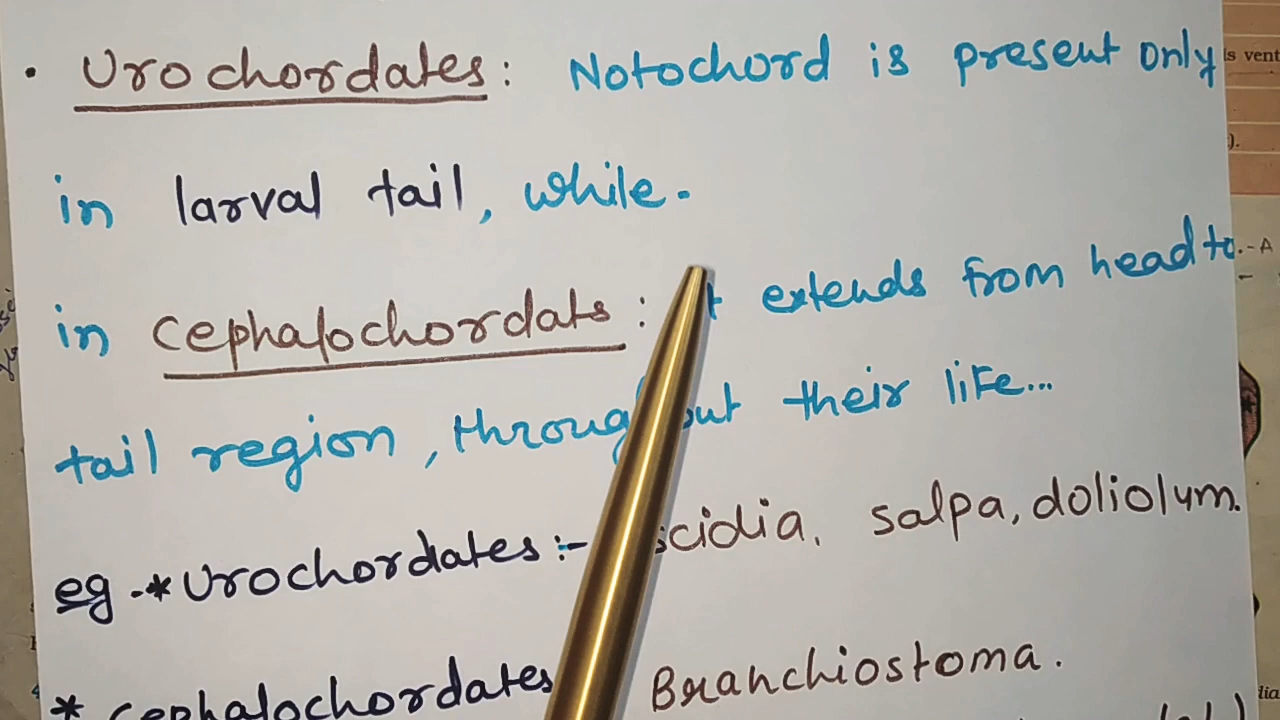 • Urochordates: Notochord is present only
in larval tail, while.
in cephalochordats: extends from head to
tail region, throughout their life...
eg -* Urochordates :- scidia, salpa, doliolum.
* cephalochordates Branchiostoma.